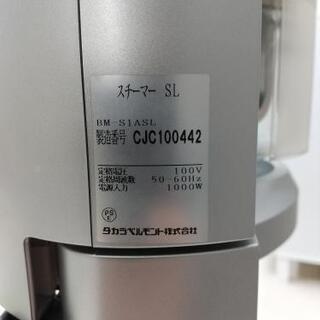 スチーマー SL
BM-S1ASL
製造番号 CJC100442
定格電圧 100V
定格周波数 50-60Hz
電源入力 1000W
PS
E
タカラベルモント株式会社